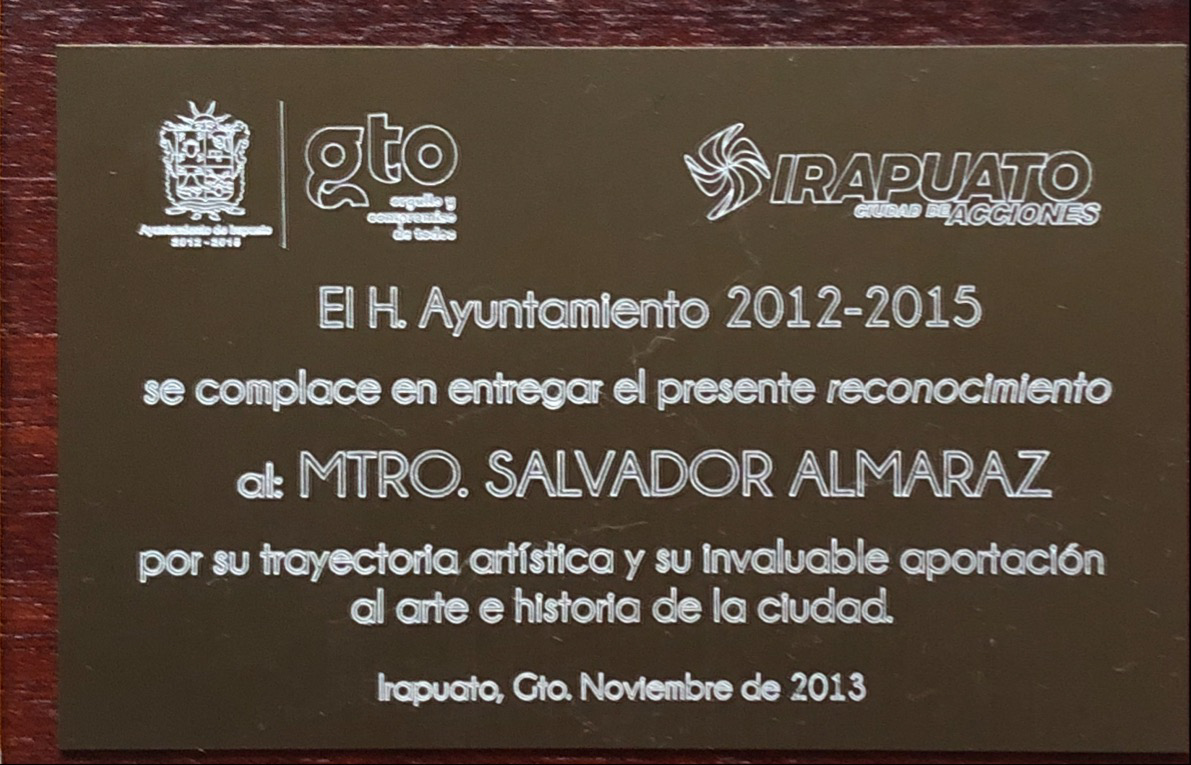 Ayuntamiento de Irapuato
2012 - 2015
gto
orgullo y
compromiso
de todos
IRAPUATO
CIUDAD DE ACCIONES
El H. Ayuntamiento 2012-2015
se complace en entregar el presente reconocimiento
al: MTRO. SALVADOR ALMARAZ
por su trayectoria artística y su invaluable aportación
al arte e historia de la ciudad.
Irapuato, Gto. Noviembre de 2013